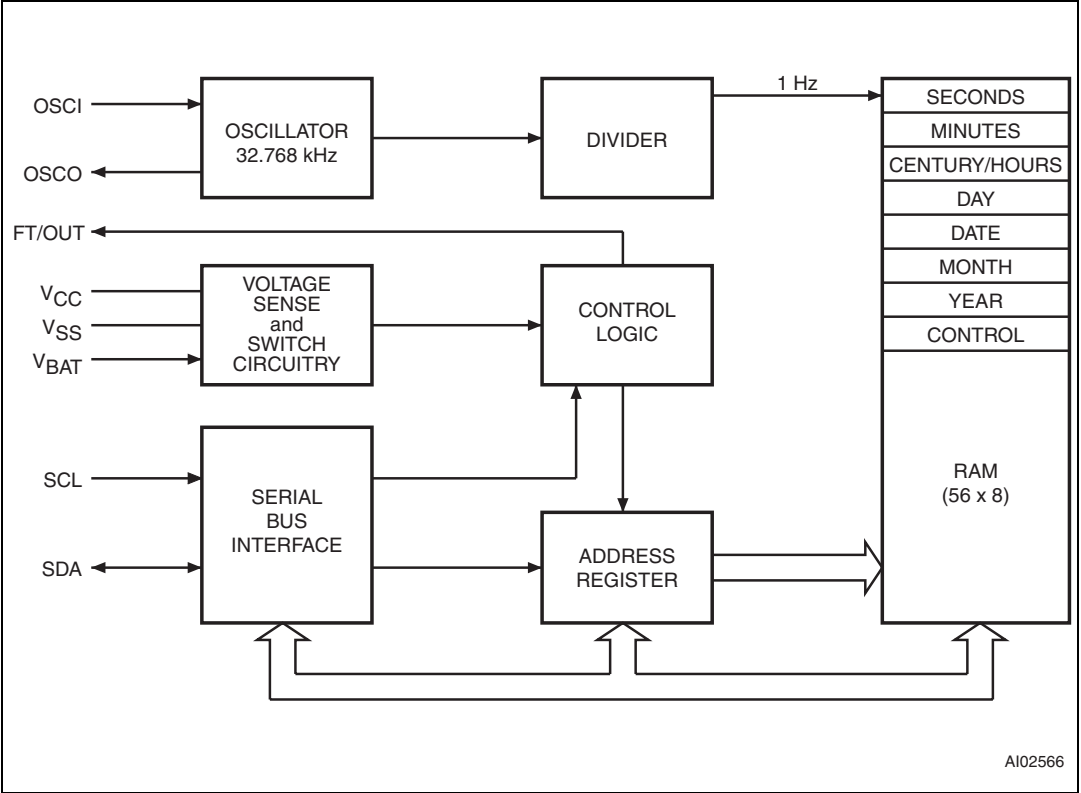 OSCI
OSCO
FT/OUT
VCC
VSS
VBAT
SCL
SDA
OSCILLATOR
32.768 kHz
DIVIDER
1 Hz
VOLTAGE
SENSE
and
SWITCH
CIRCUITRY
CONTROL
LOGIC
SERIAL
BUS
INTERFACE
ADDRESS
REGISTER
SECONDS
MINUTES
CENTURY/HOURS
DAY
DATE
MONTH
YEAR
CONTROL
RAM
(56 x 8)
AI02566